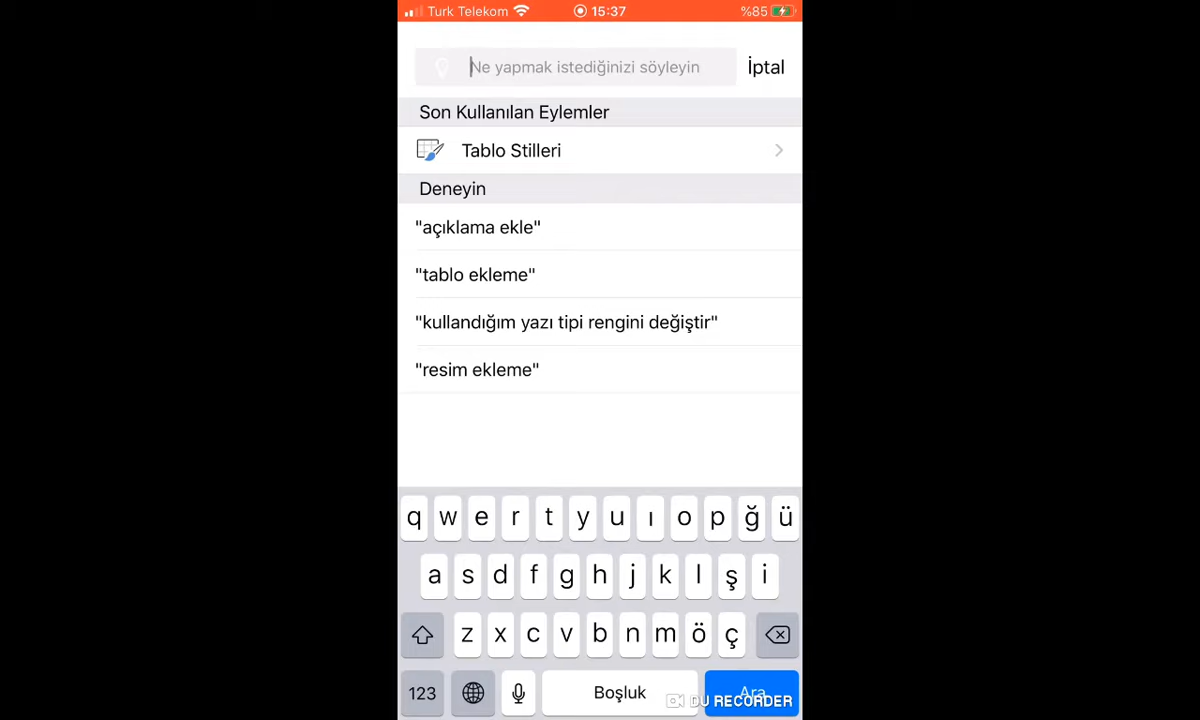 Turk Telekom 15:37 %85
Ne yapmak istediğinizi söyleyin İptal
Son Kullanılan Eylemler
Tablo Stilleri
Deneyin
"açıklama ekle"
"tablo ekleme"
"kullandığım yazı tipi rengini değiştir"
"resim ekleme"
q w e r t y u ı o p ğ ü
a s d f g h j k l ş i
z x c v b n m ö ç
123 Boşluk Ara
DU RECORDER